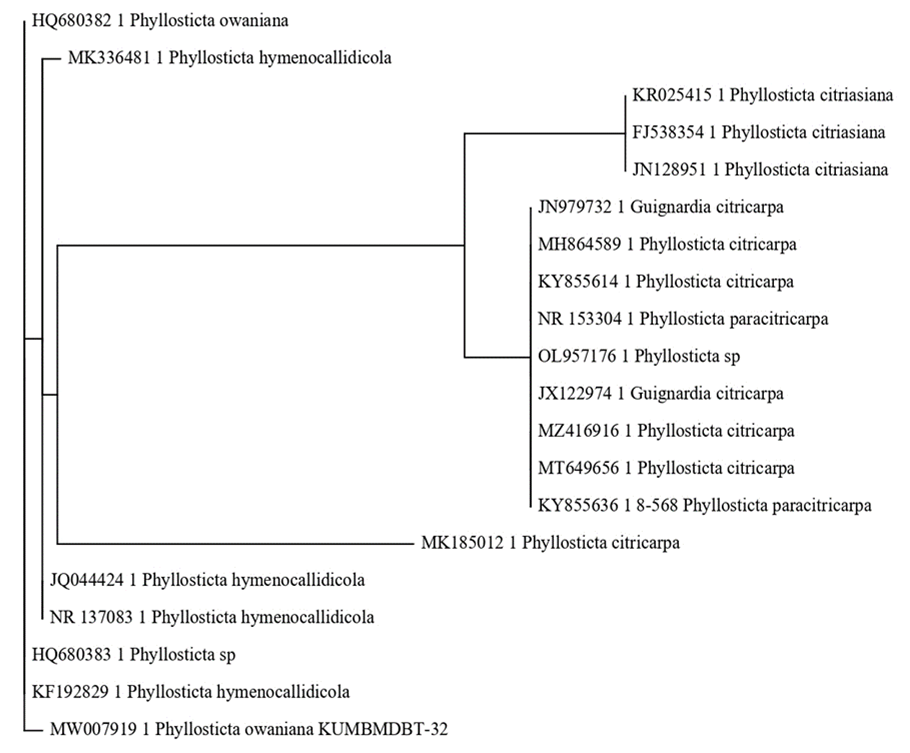 HQ680382 1 Phyllosticta owaniana
MK336481 1 Phyllosticta hymenocallidicola
KR025415 1 Phyllosticta citriasiana
FJ538354 1 Phyllosticta citriasiana
JN128951 1 Phyllosticta citriasiana
JN979732 1 Guignardia citricarpa
MH864589 1 Phyllosticta citricarpa
KY855614 1 Phyllosticta citricarpa
NR 153304 1 Phyllosticta paracitricarpa
OL957176 1 Phyllosticta sp
JX122974 1 Guignardia citricarpa
MZ416916 1 Phyllosticta citricarpa
MT649656 1 Phyllosticta citricarpa
KY855636 1 8-568 Phyllosticta paracitricarpa
MK185012 1 Phyllosticta citricarpa
JQ044424 1 Phyllosticta hymenocallidicola
NR 137083 1 Phyllosticta hymenocallidicola
HQ680383 1 Phyllosticta sp
KF192829 1 Phyllosticta hymenocallidicola
MW007919 1 Phyllosticta owaniana KUMBMDBT-32